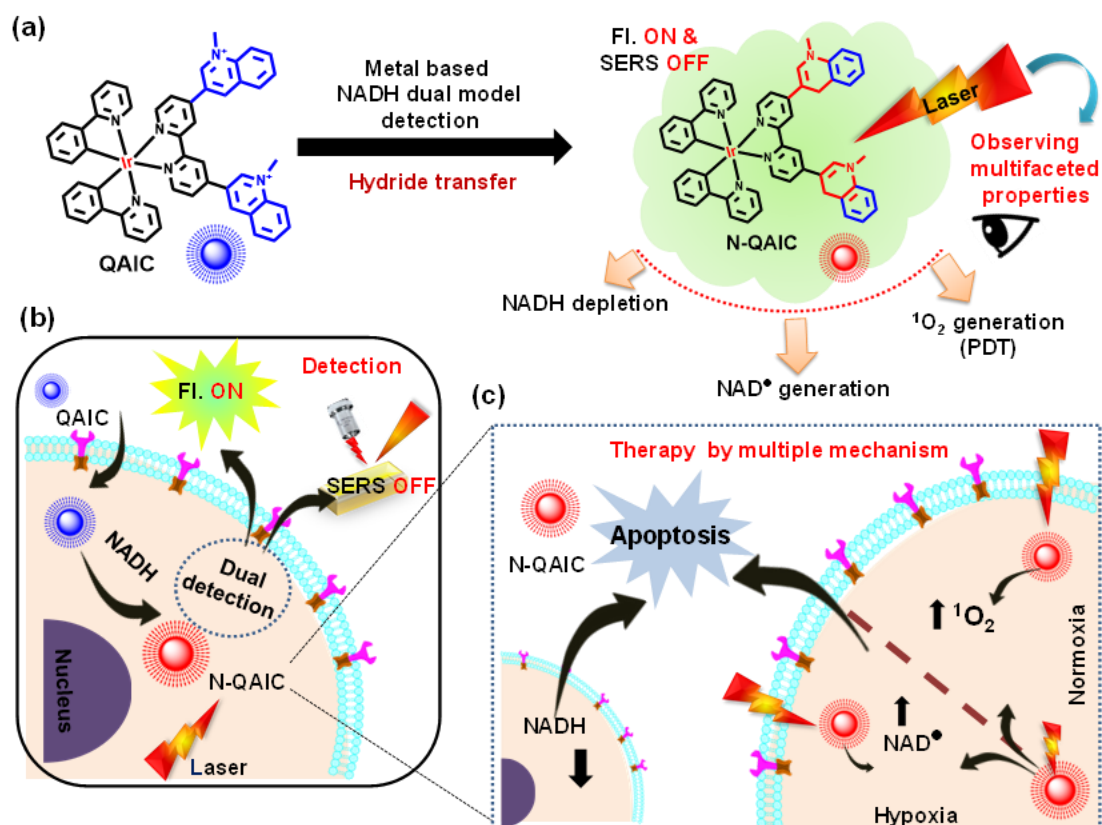 (a)
N⁺
N
N
N
Ir
N
N
N⁺
QAIC
Metal based
NADH dual model
detection
Hydride transfer
Fl. ON &
SERS OFF
N
N
N
N
Ir
N
N
N
N-QAIC
Laser
Observing
multifaceted
properties
NADH depletion
NAD• generation
¹O₂ generation
(PDT)
(b)
QAIC
Fl. ON
Detection
SERS OFF
NADH
Dual
detection
Nucleus
N-QAIC
Laser
(c)
Therapy by multiple mechanism
N-QAIC
Apoptosis
NADH
¹O₂
Normoxia
NAD•
Hypoxia